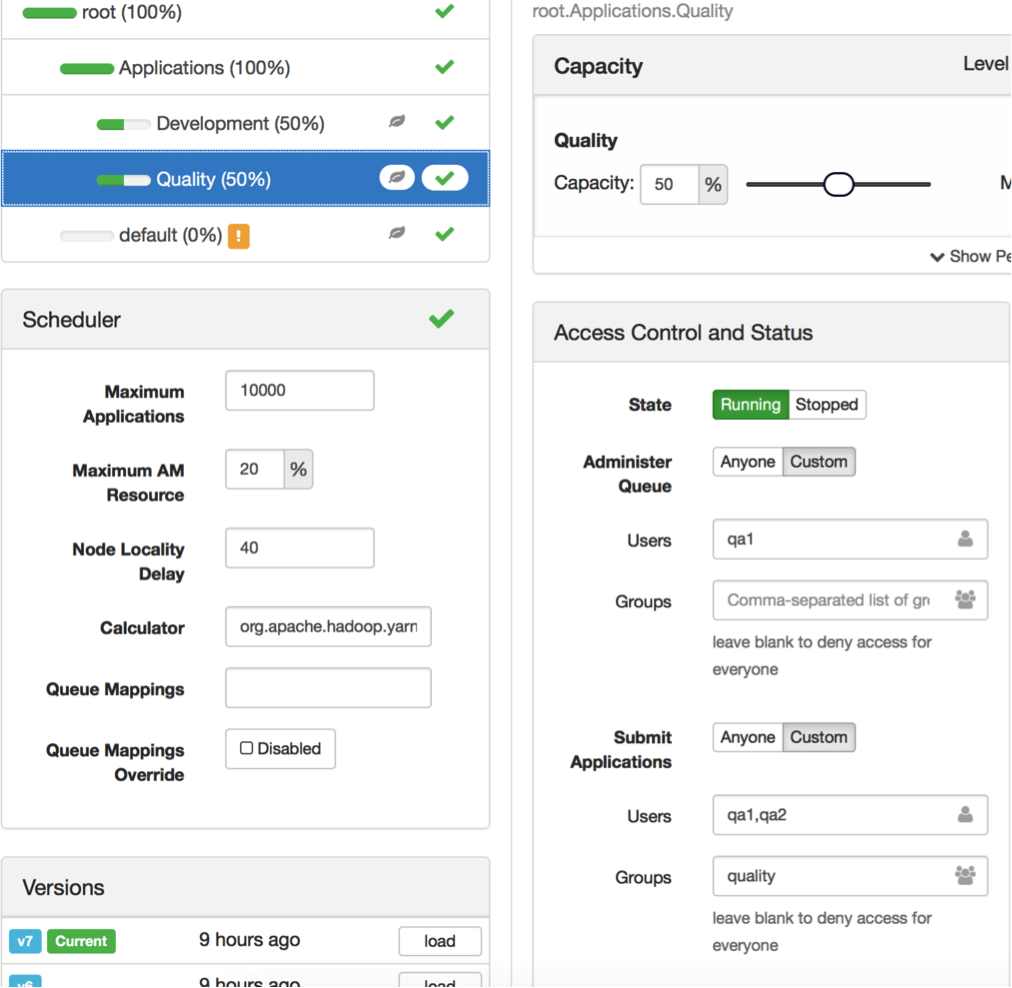 root (100%)
Applications (100%)
Development (50%)
Quality (50%)
default (0%) !
Scheduler
Maximum
Applications
10000
Maximum AM
Resource
20 %
Node Locality
Delay
40
Calculator
org.apache.hadoop.yarn
Queue Mappings
Queue Mappings
Override
Disabled
Versions
v7 Current 9 hours ago load
v6 9 hours ago load
root.Applications.Quality
Capacity Level
Quality
Capacity: 50 %
Show Pe
Access Control and Status
State
Running Stopped
Administer
Queue
Anyone Custom
Users
qa1
Groups
Comma-separated list of gr
leave blank to deny access for
everyone
Submit
Applications
Anyone Custom
Users
qa1,qa2
Groups
quality
leave blank to deny access for
everyone